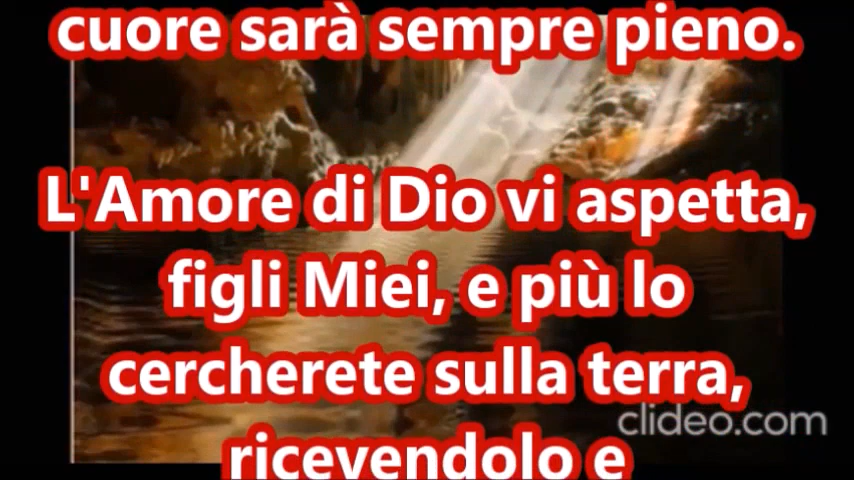 cuore sarà sempre pieno.
L'Amore di Dio vi aspetta,
figli Miei, e più lo
cercherete sulla terra,
clideo.com
ricevendolo e